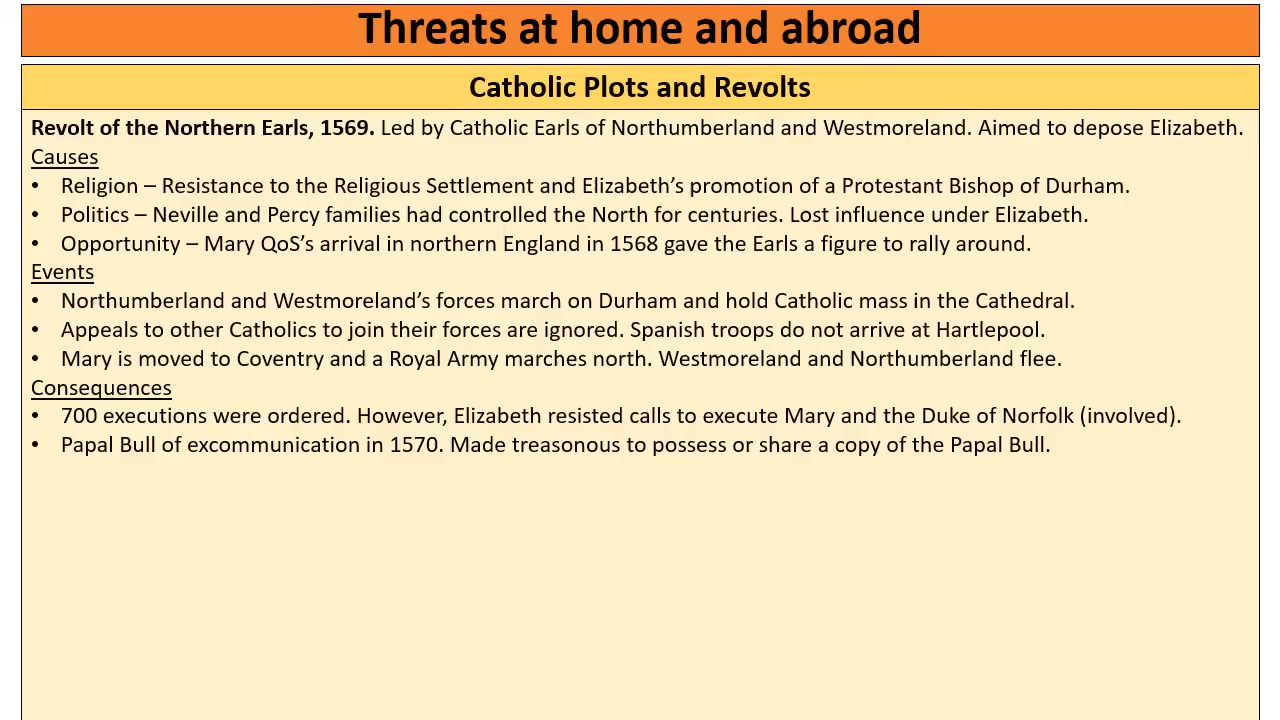 Threats at home and abroad
Catholic Plots and Revolts
Revolt of the Northern Earls, 1569. Led by Catholic Earls of Northumberland and Westmoreland. Aimed to depose Elizabeth.
Causes
• Religion – Resistance to the Religious Settlement and Elizabeth’s promotion of a Protestant Bishop of Durham.
• Politics – Neville and Percy families had controlled the North for centuries. Lost influence under Elizabeth.
• Opportunity – Mary QoS’s arrival in northern England in 1568 gave the Earls a figure to rally around.
Events
• Northumberland and Westmoreland’s forces march on Durham and hold Catholic mass in the Cathedral.
• Appeals to other Catholics to join their forces are ignored. Spanish troops do not arrive at Hartlepool.
• Mary is moved to Coventry and a Royal Army marches north. Westmoreland and Northumberland flee.
Consequences
• 700 executions were ordered. However, Elizabeth resisted calls to execute Mary and the Duke of Norfolk (involved).
• Papal Bull of excommunication in 1570. Made treasonous to possess or share a copy of the Papal Bull.